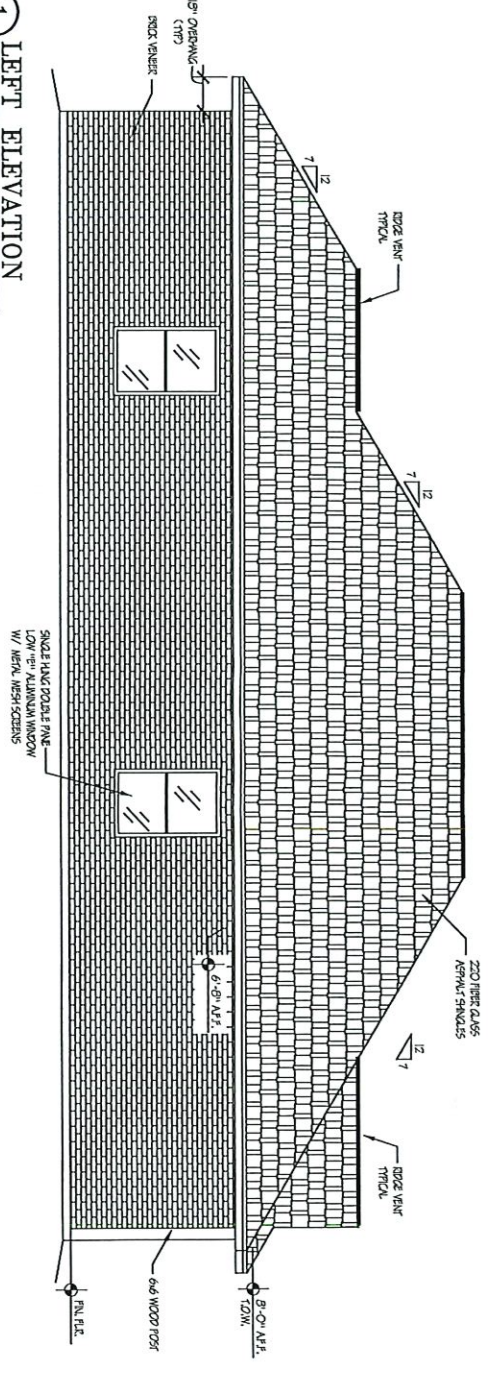 RIDGE VENT
TYPICAL
12
7
12
7
220 FIBER GLASS
ASPHALT SHINGLES
12
7
RIDGE VENT
TYPICAL
18" OVERHANG
(TYP)
BRICK VENEER
6'-8" A.F.F.
8'-0" A.F.F.
T.O.W.
SINGLE HUNG DOUBLE PANE
LOW "E" ALUMINUM WINDOW
W/ METAL MESH SCREENS
6x6 WOOD POST
FIN. FLR.
1 LEFT ELEVATION